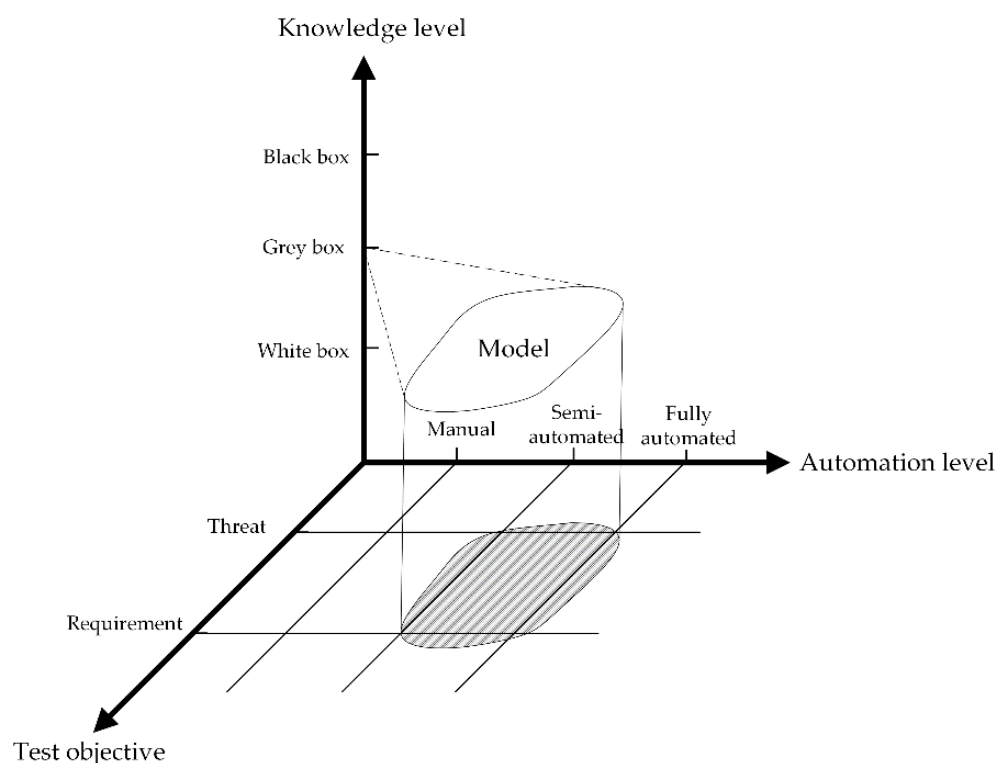 Knowledge level
Black box
Grey box
White box
Model
Manual
Semi-
automated
Fully
automated
Automation level
Threat
Requirement
Test objective